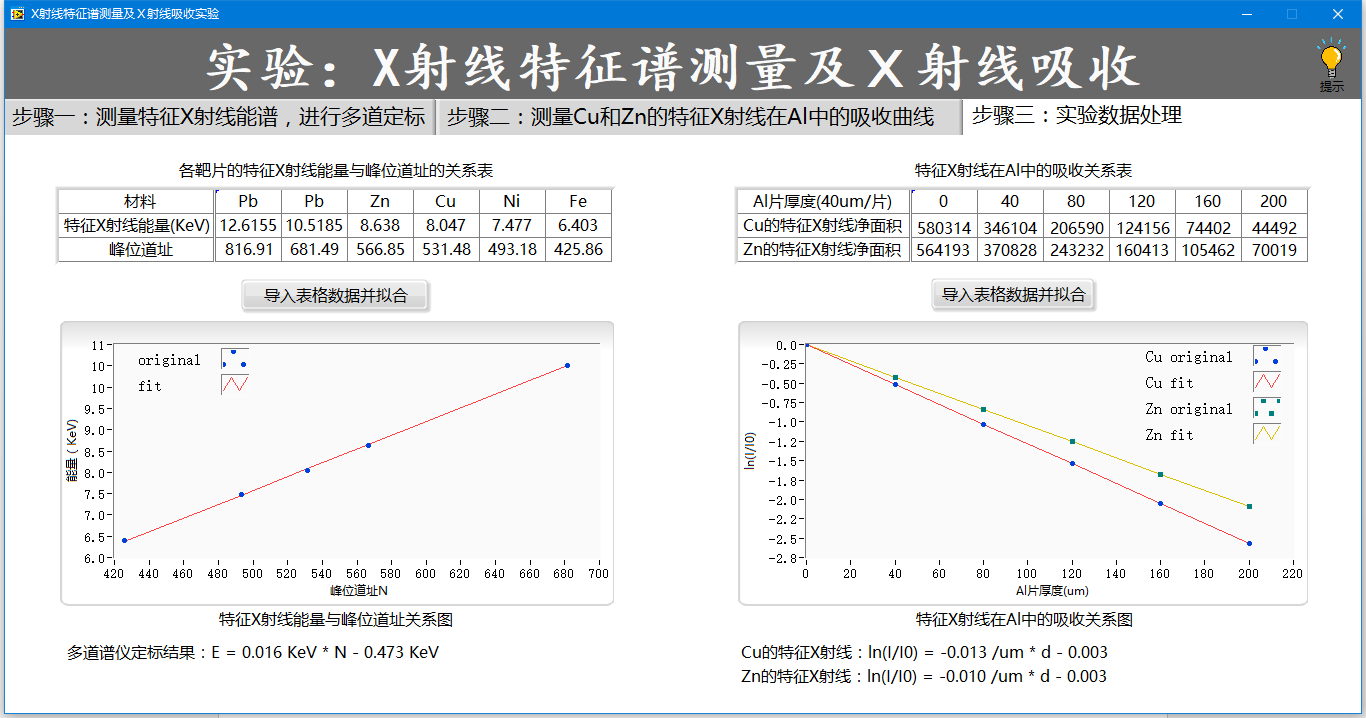 X射线特征谱测量及X射线吸收实验
实验：X射线特征谱测量及X射线吸收
提示
步骤一：测量特征X射线能谱，进行多道定标
步骤二：测量Cu和Zn的特征X射线在Al中的吸收曲线
步骤三：实验数据处理
各靶片的特征X射线能量与峰位道址的关系表
材料 Pb Pb Zn Cu Ni Fe
特征X射线能量(KeV) 12.6155 10.5185 8.638 8.047 7.477 6.403
峰位道址 816.91 681.49 566.85 531.48 493.18 425.86
导入表格数据并拟合
original
fit
11
10
10
9.5
9.0
8.5
8.0
7.5
7.0
6.5
6.0
能量（KeV)
420 440 460 480 500 520 540 560 580 600 620 640 660 680 700
峰位道址N
特征X射线能量与峰位道址关系图
多道谱仪定标结果：E = 0.016 KeV * N - 0.473 KeV
特征X射线在Al中的吸收关系表
Al片厚度(40um/片) 0 40 80 120 160 200
Cu的特征X射线净面积 580314 346104 206590 124156 74402 44492
Zn的特征X射线净面积 564193 370828 243232 160413 105462 70019
导入表格数据并拟合
Cu original
Cu fit
Zn original
Zn fit
0.0
-0.25
-0.50
-0.75
-1.0
-1.2
-1.5
-1.8
-2.0
-2.2
-2.5
-2.8
ln(I/I0)
0 20 40 60 80 100 120 140 160 180 200 220
Al片厚度(um)
特征X射线在Al中的吸收关系图
Cu的特征X射线：ln(I/I0) = -0.013 /um * d - 0.003
Zn的特征X射线：ln(I/I0) = -0.010 /um * d - 0.003